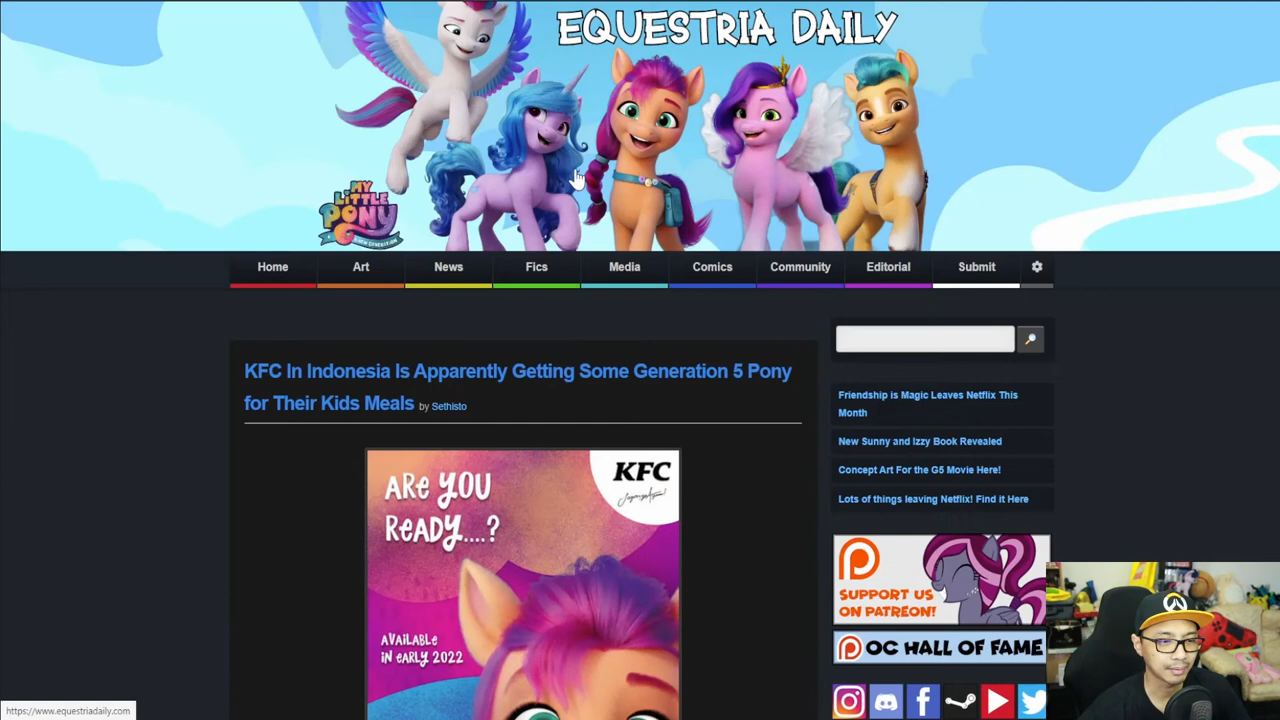 EQUESTRIA DAILY
MY
LITTLE
PONY
Home Art News Fics Media Comics Community Editorial Submit
KFC In Indonesia Is Apparently Getting Some Generation 5 Pony
for Their Kids Meals by Sethisto
ARE YOU
READY....?
KFC
AVAILABLE
IN EARLY 2022
Friendship is Magic Leaves Netflix This
Month
New Sunny and Izzy Book Revealed
Concept Art For the G5 Movie Here!
Lots of things leaving Netflix! Find it Here
SUPPORT US
ON PATREON!
OC HALL OF FAME
https://www.equestriadaily.com